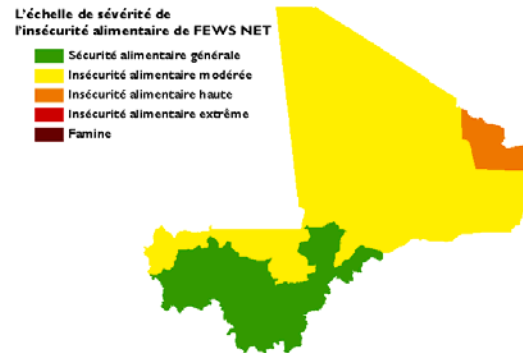 L'échelle de sévérité de
l'insécurité alimentaire de FEWS NET
Sécurité alimentaire générale
Insécurité alimentaire modérée
Insécurité alimentaire haute
Insécurité alimentaire extrême
Famine